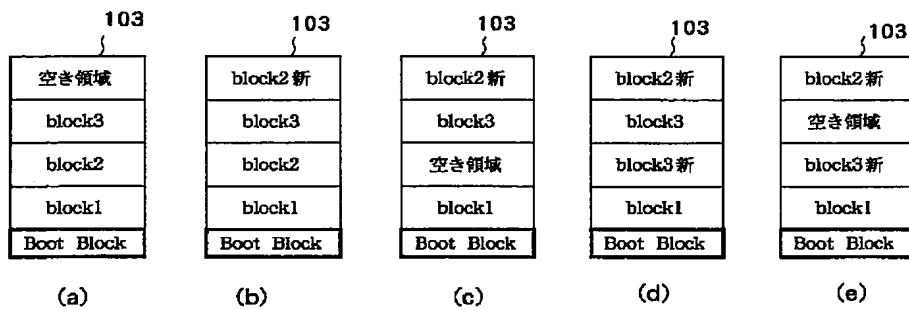 103
空き領域
block3
block2
block1
Boot Block
(a)
103
block2新
block3
block2
block1
Boot Block
(b)
103
block2新
block3
空き領域
block1
Boot Block
(c)
103
block2新
block3
block3新
block1
Boot Block
(d)
103
block2新
空き領域
block3新
block1
Boot Block
(e)